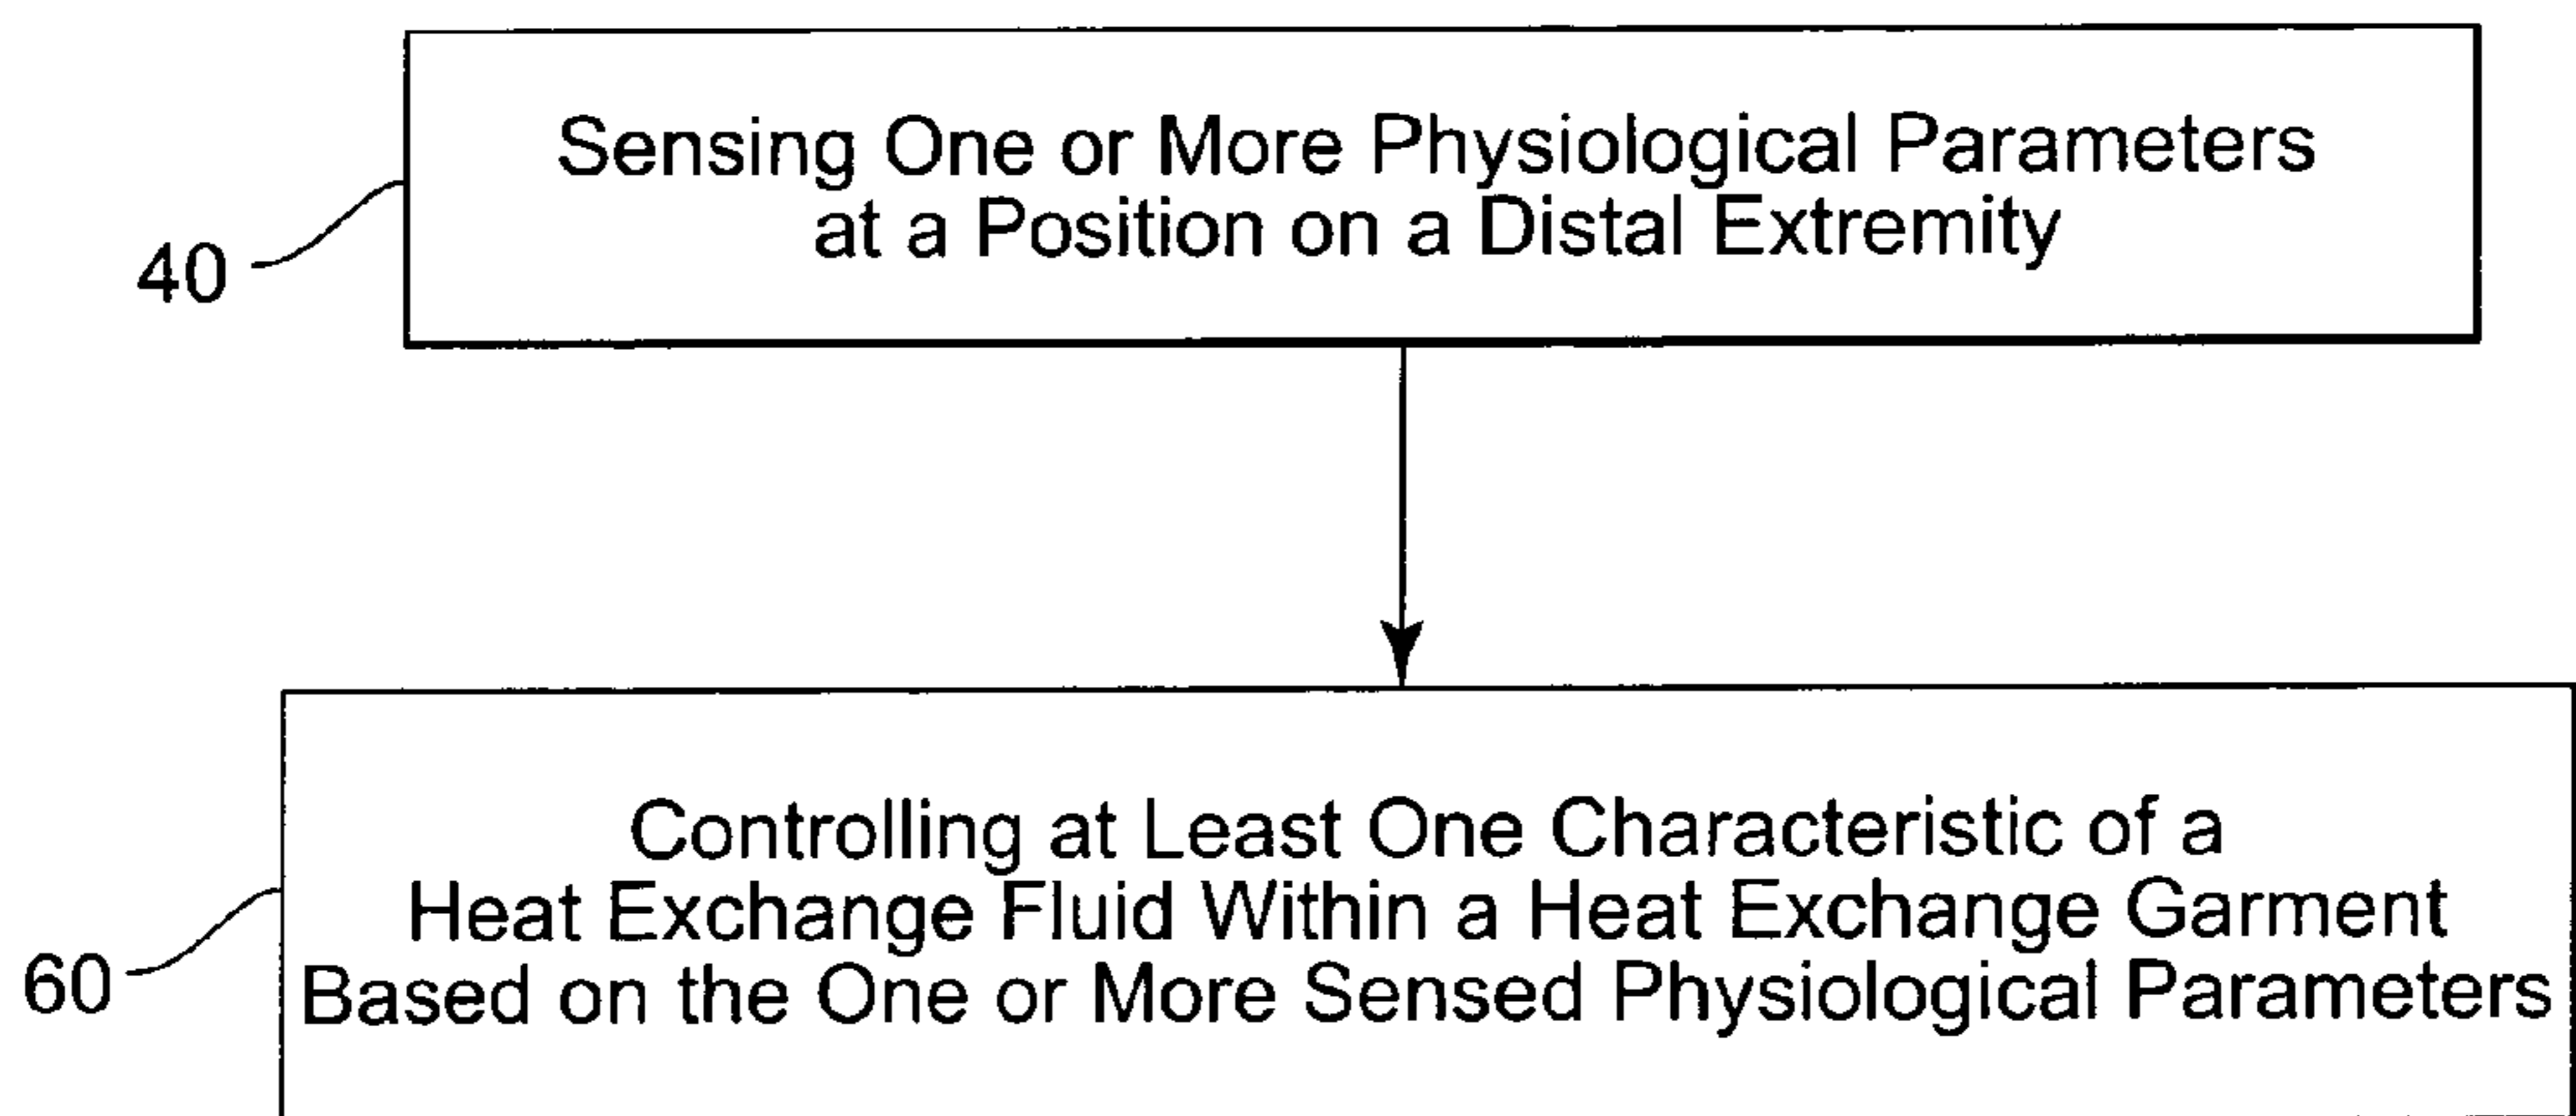 Sensing One or More Physiological Parameters
at a Position on a Distal Extremity
40
Controlling at Least One Characteristic of a
Heat Exchange Fluid Within a Heat Exchange Garment
Based on the One or More Sensed Physiological Parameters
60